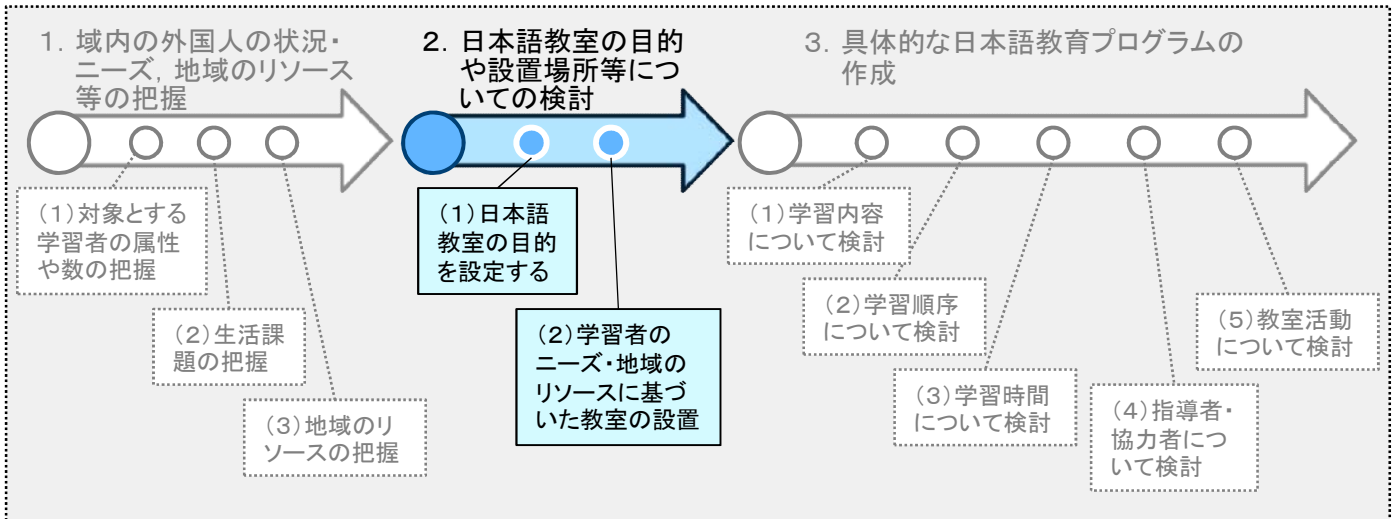 1．域内の外国人の状況・
ニーズ，地域のリソース
等の把握
（1）対象とする
学習者の属性
や数の把握
（2）生活課
題の把握
（3）地域のリ
ソースの把握
2．日本語教室の目的
や設置場所等につ
いての検討
（1）日本語
教室の目的
を設定する
（2）学習者の
ニーズ・地域の
リソースに基づ
いた教室の設置
3．具体的な日本語教育プログラムの
作成
（1）学習内容
について検討
（2）学習順序
について検討
（3）学習時間
について検討
（4）指導者・
協力者につ
いて検討
（5）教室活動
について検討